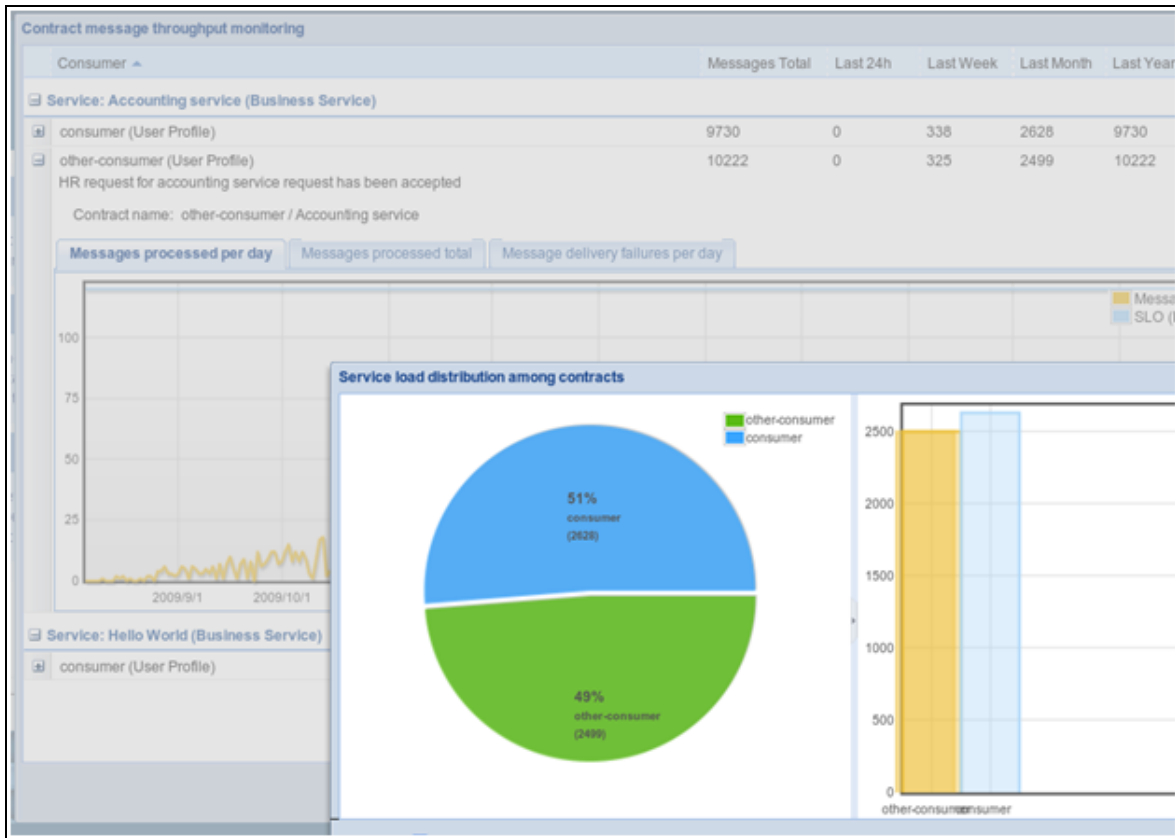 Contract message throughput monitoring
Consumer Messages Total Last 24h Last Week Last Month Last Year
Service: Accounting service (Business Service)
consumer (User Profile) 9730 0 338 2628 9730
other-consumer (User Profile) 10222 0 325 2499 10222
HR request for accounting service request has been accepted
Contract name: other-consumer / Accounting service
Messages processed per day Messages processed total Message delivery failures per day
Messa
SLO (
100
75
50
25
0
2009/9/1 2009/10/1
Service: Hello World (Business Service)
consumer (User Profile)
Service load distribution among contracts
other-consumer
consumer
51%
consumer
(2628)
49%
other-consumer
(2499)
2500
2000
1500
1000
500
0
other-consumer consumer